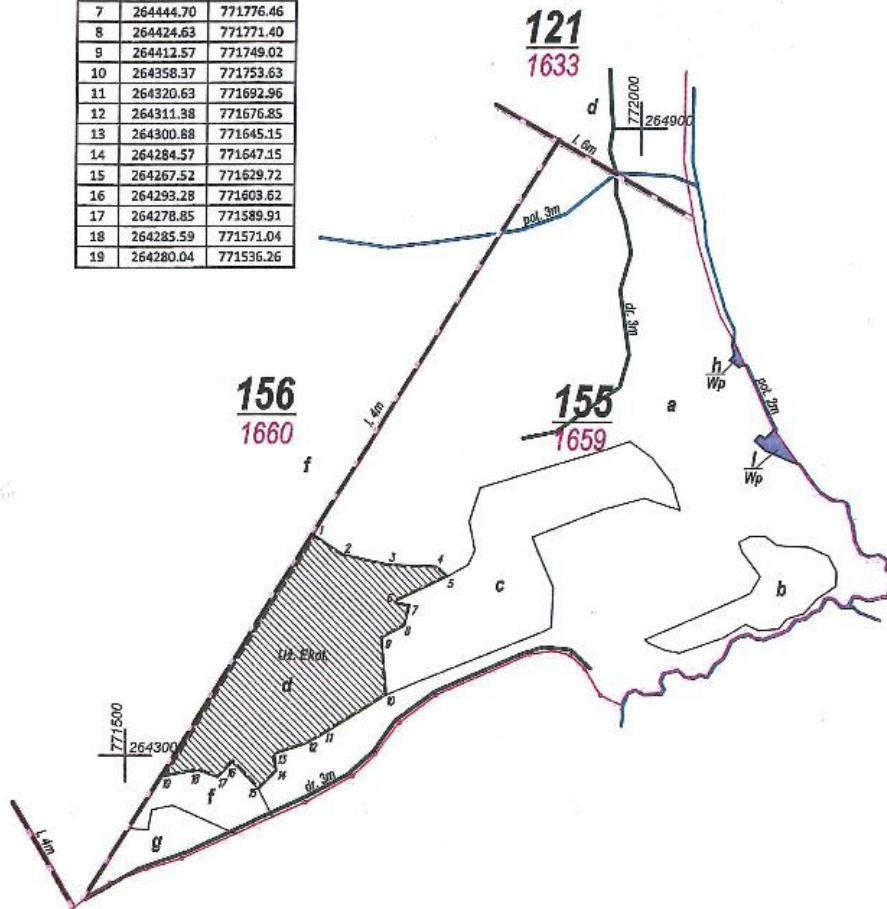 7 264444.70 771776.46
8 264424.63 771771.40
9 264412.57 771749.02
10 264358.37 771753.63
11 264320.63 771692.96
12 264311.38 771676.85
13 264300.88 771645.15
14 264284.57 771647.15
15 264267.52 771629.72
16 264293.28 771603.62
17 264278.85 771589.91
18 264285.59 771571.04
19 264280.04 771536.26
121
1633
d
772000
264900
l. 6m
pot. 3m
dr. 3m
h
Wp
pot. 2m
156
1660
l. 4m
155
1659
a
f
i
Wp
1
2
3
4
5
c
b
6
7
8
9
Uż. Ekol.
d
10
11
12
771500
264300
13
14
15
16
17
18
19
f
dr. 3m
g
l. 4m